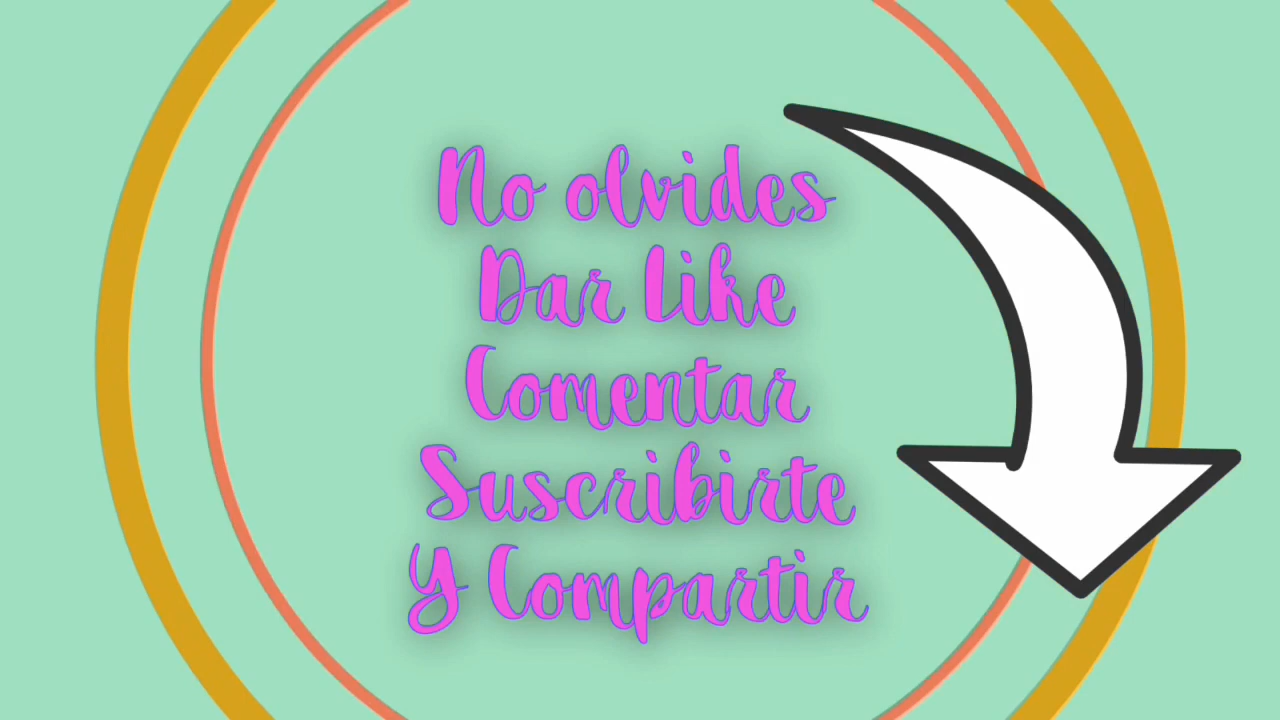 No olvides
Dar Like
Comentar
Suscribirte
Y Compartir